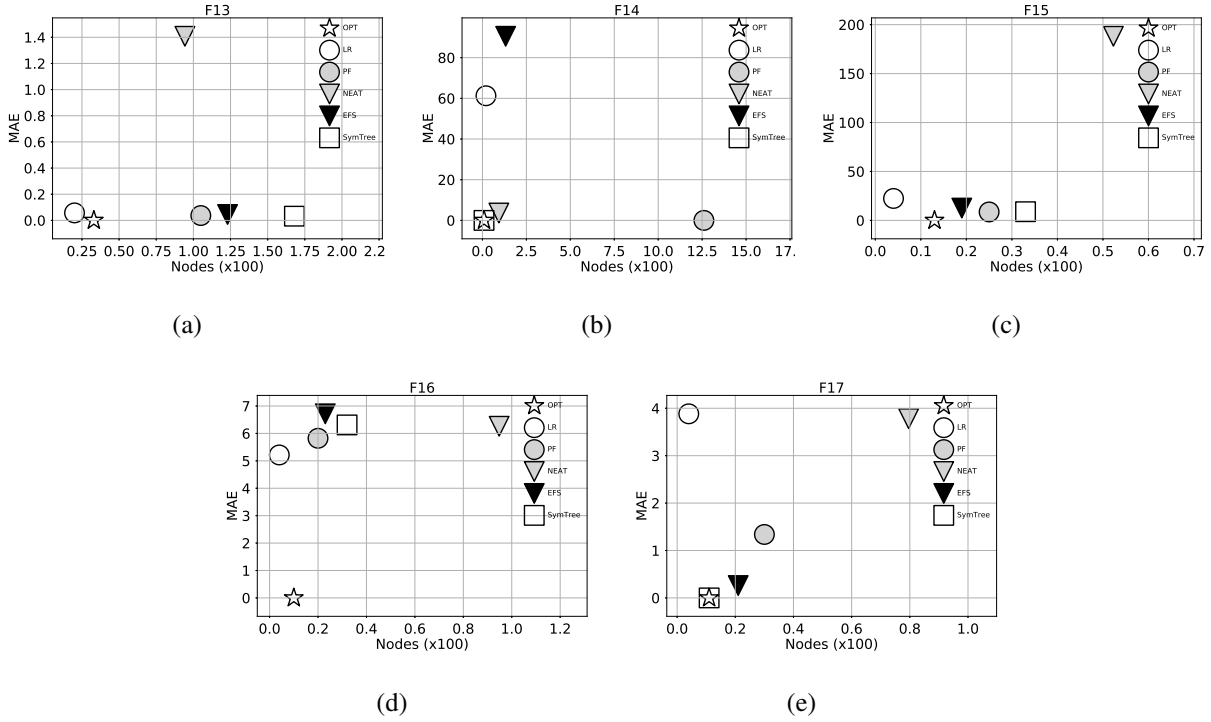 F13
MAE
1.4
1.2
1.0
0.8
0.6
0.4
0.2
0.0
0.25 0.50 0.75 1.00 1.25 1.50 1.75 2.00 2.25
Nodes (x100)
OPT
LR
PF
NEAT
EFS
SymTree
(a)
F14
MAE
80
60
40
20
0
0.0 2.5 5.0 7.5 10.0 12.5 15.0 17.
Nodes (x100)
OPT
LR
PF
NEAT
EFS
SymTree
(b)
F15
MAE
200
150
100
50
0
0.0 0.1 0.2 0.3 0.4 0.5 0.6 0.7
Nodes (x100)
OPT
LR
PF
NEAT
EFS
SymTree
(c)
F16
MAE
7
6
5
4
3
2
1
0
0.0 0.2 0.4 0.6 0.8 1.0 1.2
Nodes (x100)
OPT
LR
PF
NEAT
EFS
SymTree
(d)
F17
MAE
4
3
2
1
0
0.0 0.2 0.4 0.6 0.8 1.0
Nodes (x100)
OPT
LR
PF
NEAT
EFS
SymTree
(e)